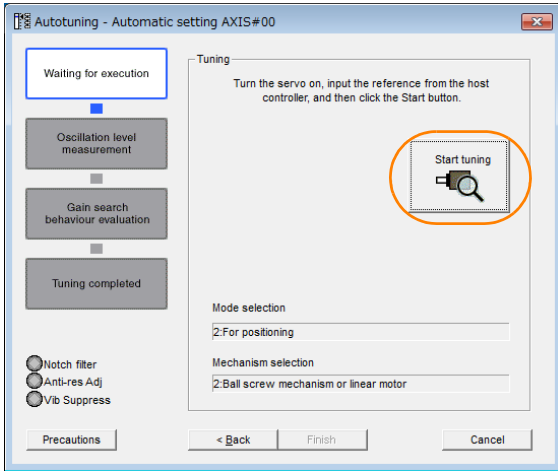 Autotuning - Automatic setting AXIS#00
Waiting for execution
Oscillation level
measurement
Gain search
behaviour evaluation
Tuning completed
Notch filter
Anti-res Adj
Vib Suppress
Precautions
Tuning
Turn the servo on, input the reference from the host
controller, and then click the Start button.
Start tuning
Mode selection
2:For positioning
Mechanism selection
2:Ball screw mechanism or linear motor
< Back
Finish
Cancel